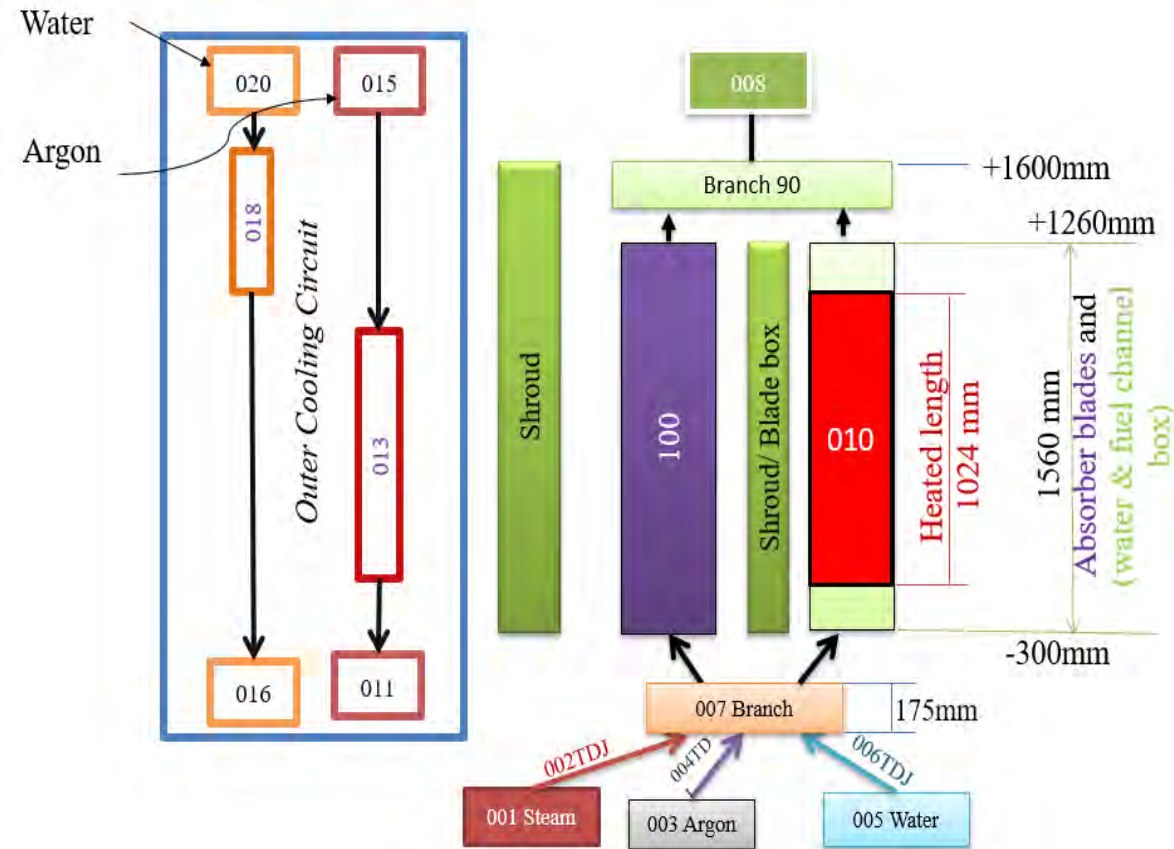 Water
020
015
008
Argon
018
Outer Cooling Circuit
013
016
011
Shroud
Branch 90
+1600mm
+1260mm
100
Shroud/ Blade box
010
Heated length
1024 mm
1560 mm
Absorber blades and
(water & fuel channel
box)
-300mm
007 Branch
175mm
002TDJ
004TD
006TDJ
001 Steam
003 Argon
005 Water